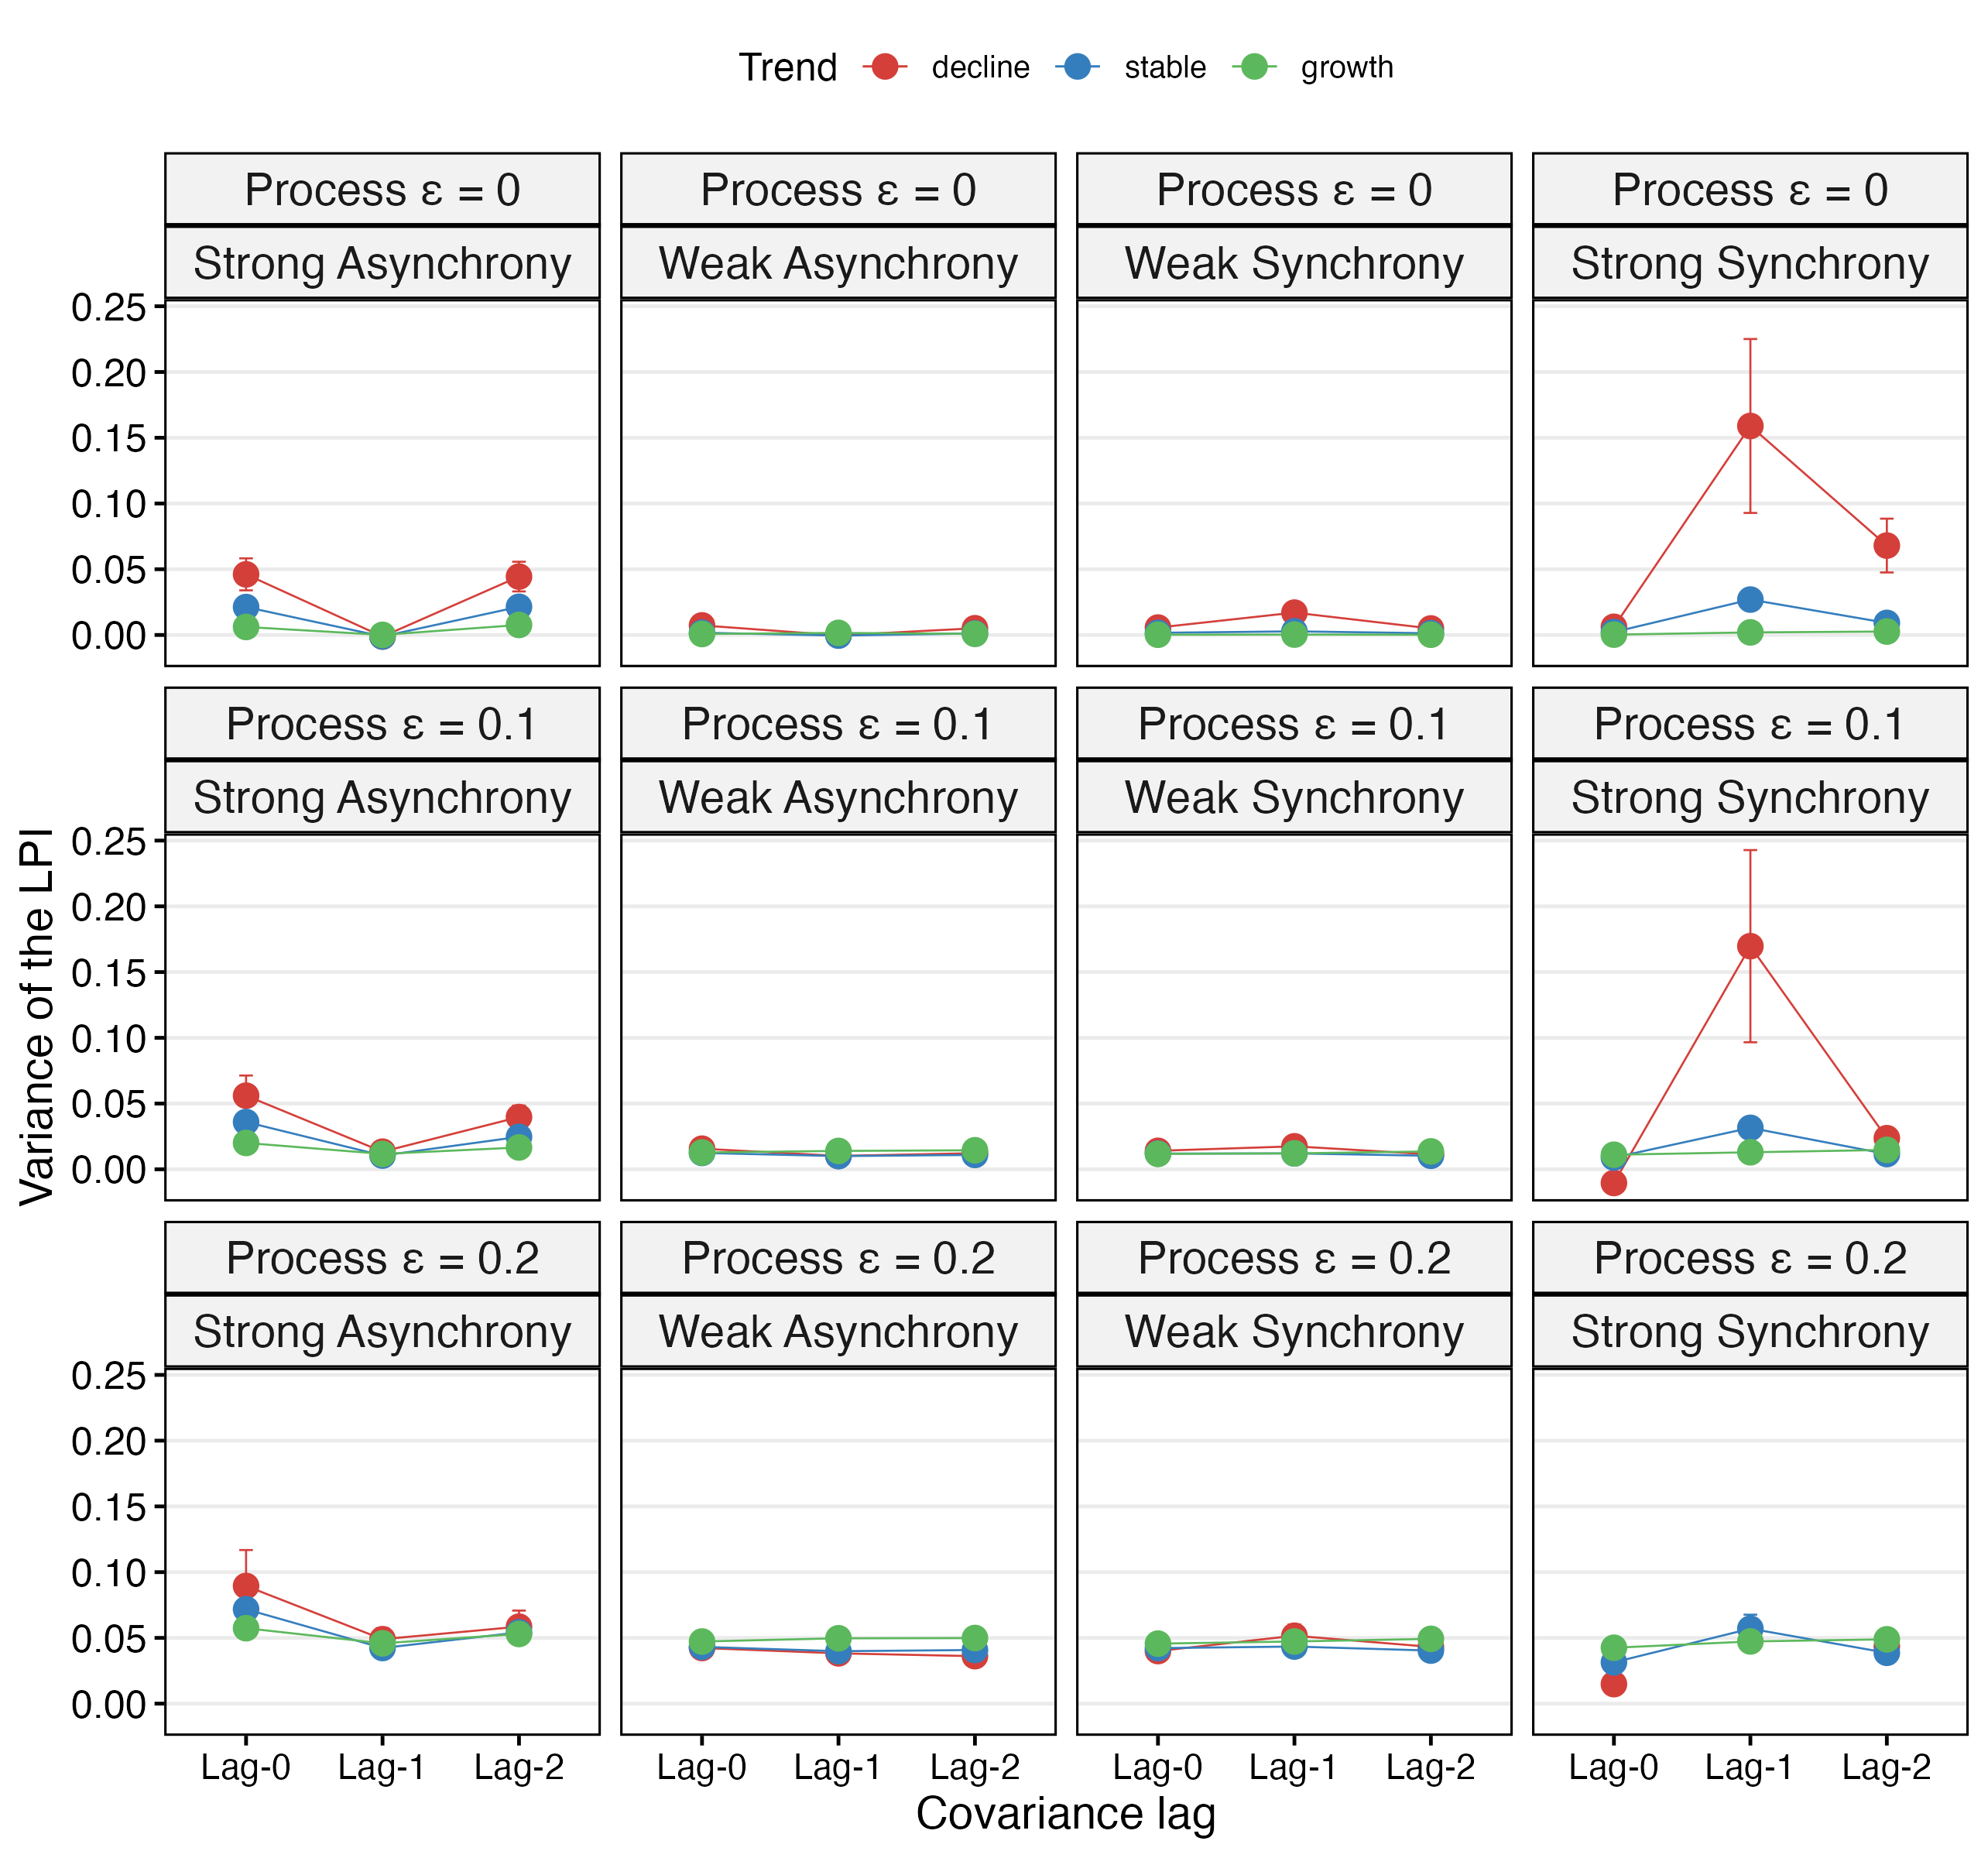 Trend decline stable growth
Process ε = 0 Process ε = 0 Process ε = 0 Process ε = 0
Strong Asynchrony Weak Asynchrony Weak Synchrony Strong Synchrony
0.25
0.20
0.15
0.10
0.05
0.00
Process ε = 0.1 Process ε = 0.1 Process ε = 0.1 Process ε = 0.1
Strong Asynchrony Weak Asynchrony Weak Synchrony Strong Synchrony
0.25
0.20
0.15
0.10
0.05
0.00
Variance of the LPI
Process ε = 0.2 Process ε = 0.2 Process ε = 0.2 Process ε = 0.2
Strong Asynchrony Weak Asynchrony Weak Synchrony Strong Synchrony
0.25
0.20
0.15
0.10
0.05
0.00
Lag-0 Lag-1 Lag-2 Lag-0 Lag-1 Lag-2 Lag-0 Lag-1 Lag-2 Lag-0 Lag-1 Lag-2
Covariance lag